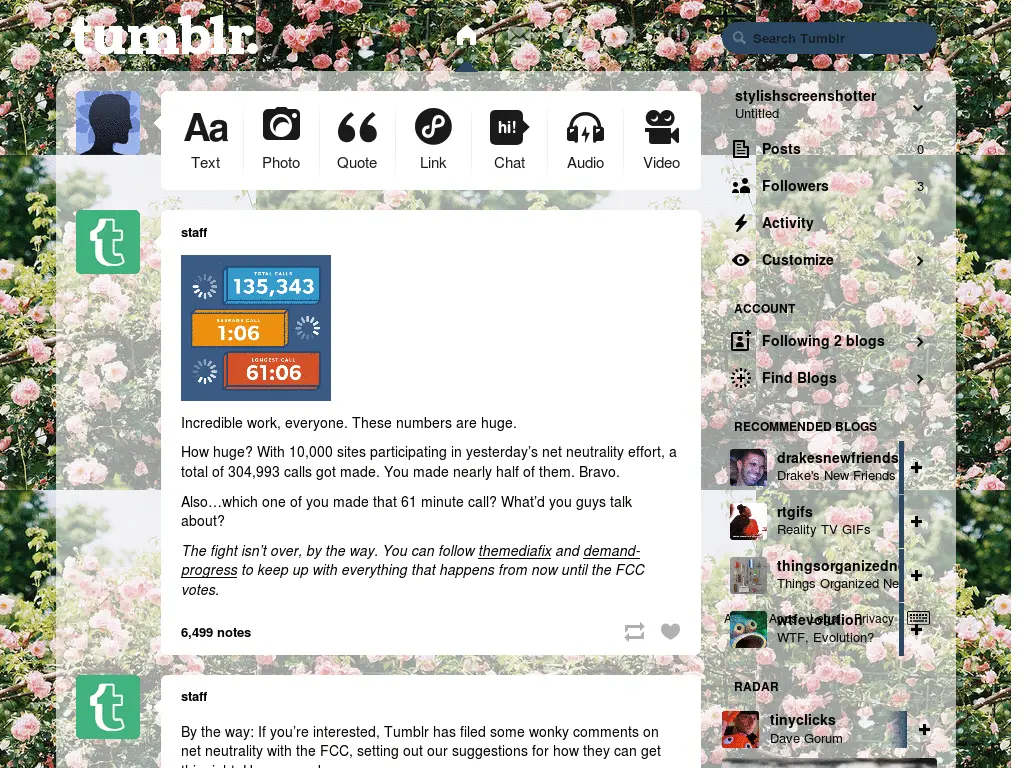 tumblr.
Search Tumblr
Aa
Text
Photo
Quote
Link
hi!
Chat
Audio
Video
stylishscreenshotter
Untitled
Posts 0
Followers 3
Activity
Customize
ACCOUNT
Following 2 blogs
Find Blogs
RECOMMENDED BLOGS
drakesnewfriends
Drake's New Friends
rtgifs
Reality TV GIFs
thingsorganizedn
Things Organized Ne
wtfevolution
WTF, Evolution?
Apps Legal Privacy
RADAR
tinyclicks
Dave Gorum
staff
TOTAL CALLS
135,343
AVERAGE CALL
1:06
LONGEST CALL
61:06
Incredible work, everyone. These numbers are huge.
How huge? With 10,000 sites participating in yesterday's net neutrality effort, a
total of 304,993 calls got made. You made nearly half of them. Bravo.
Also…which one of you made that 61 minute call? What'd you guys talk
about?
The fight isn't over, by the way. You can follow themediafix and demand-
progress to keep up with everything that happens from now until the FCC
votes.
6,499 notes
staff
By the way: If you're interested, Tumblr has filed some wonky comments on
net neutrality with the FCC, setting out our suggestions for how they can get